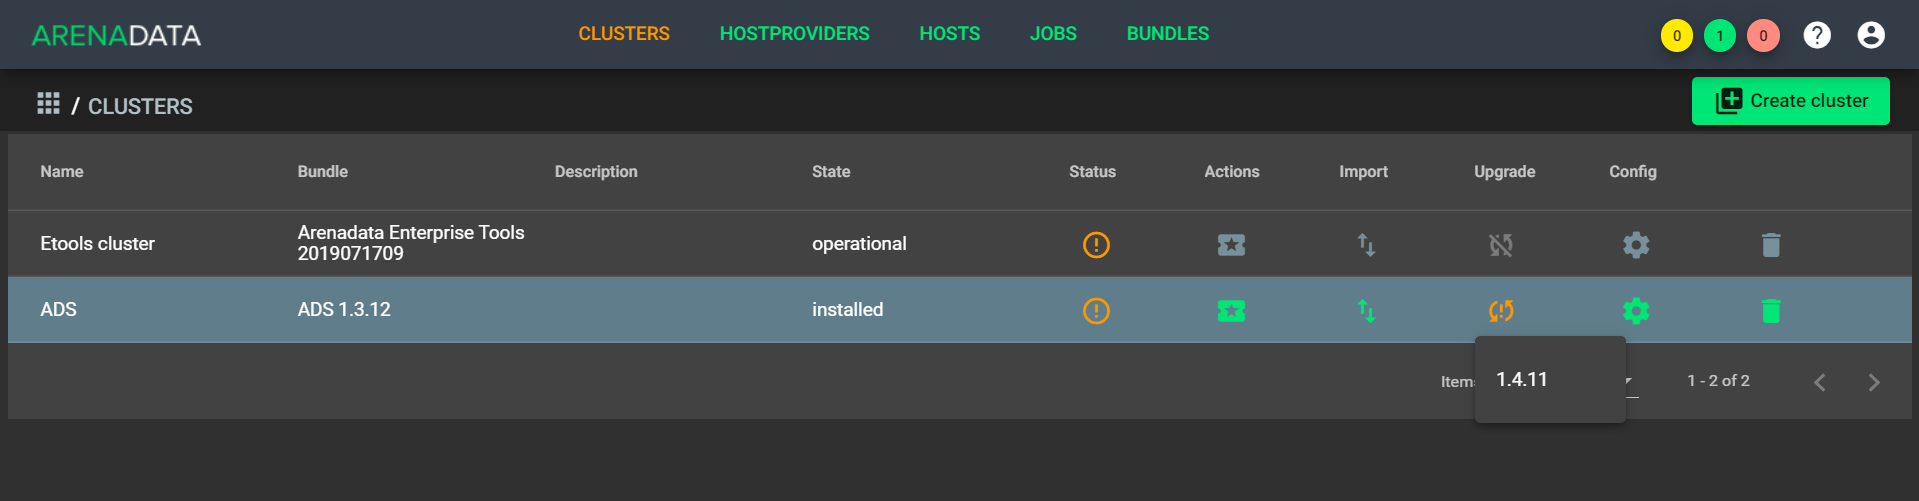 ARENADATA
CLUSTERS HOSTPROVIDERS HOSTS JOBS BUNDLES
0 1 0 ?
/ CLUSTERS
Create cluster
Name Bundle Description State Status Actions Import Upgrade Config
Etools cluster Arenadata Enterprise Tools operational
2019071709
ADS ADS 1.3.12 installed
Items
1.4.11
1 - 2 of 2